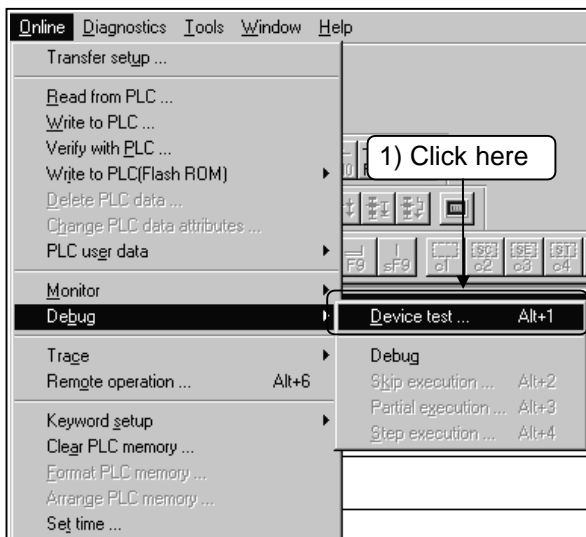 Online Diagnostics Tools Window Help
Transfer setup ...
Read from PLC ...
Write to PLC ...
Verify with PLC ...
Write to PLC(Flash ROM)
Delete PLC data ...
Change PLC data attributes ...
PLC user data
Monitor
Debug
Trace
Remote operation ... Alt+6
Keyword setup
Clear PLC memory ...
Format PLC memory ...
Arrange PLC memory ...
Set time ...
1) Click here
F9 sF9 c1 c2 c3 c4
Device test ... Alt+1
Debug
Skip execution ... Alt+2
Partial execution ... Alt+3
Step execution ... Alt+4